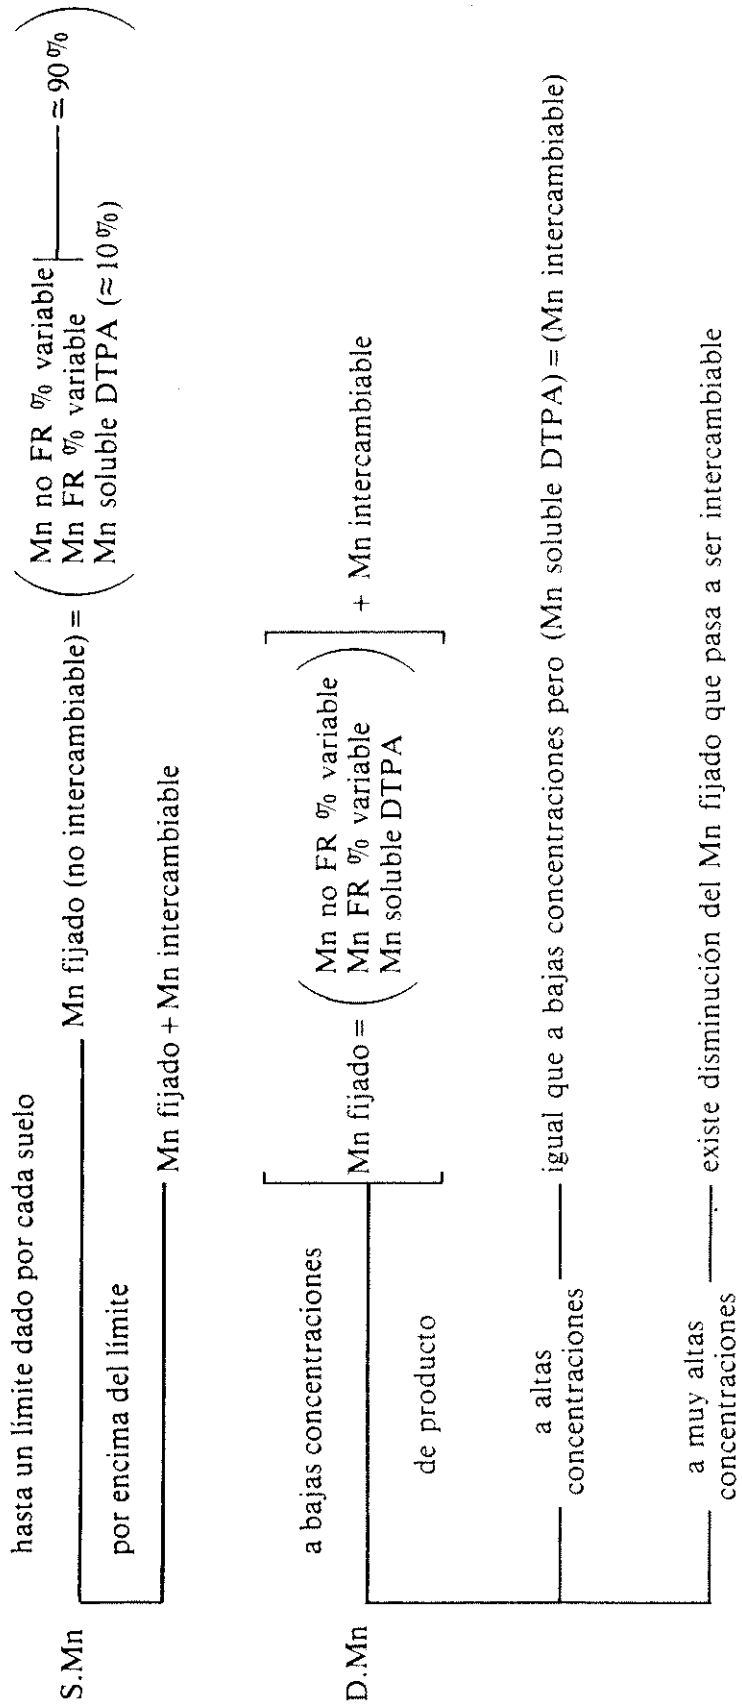 hasta un límite dado por cada suelo
S.Mn
Mn fijado (no intercambiable) =
Mn no FR % variable
Mn FR % variable
≃ 90 %
Mn soluble DTPA (≈ 10 %)
por encima del límite
Mn fijado + Mn intercambiable
a bajas concentraciones
D.Mn
Mn fijado =
Mn no FR % variable
Mn FR % variable
Mn soluble DTPA
+ Mn intercambiable
de producto
a altas
concentraciones
igual que a bajas concentraciones pero (Mn soluble DTPA) = (Mn intercambiable)
a muy altas
concentraciones
existe disminución del Mn fijado que pasa a ser intercambiable